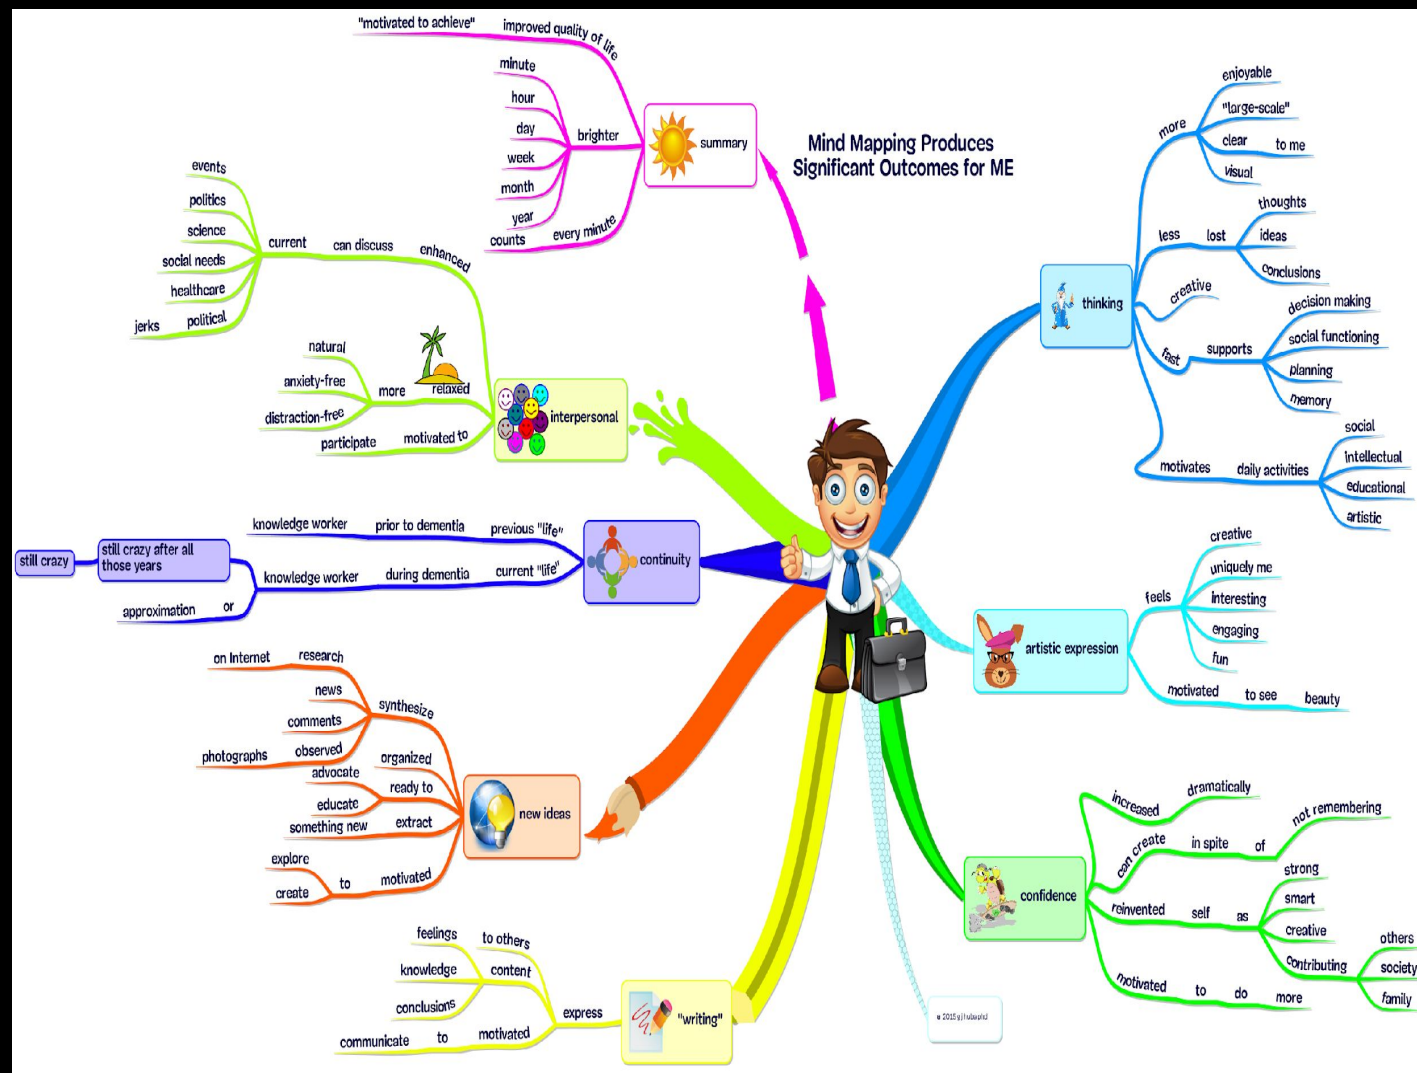 Mind Mapping Produces
Significant Outcomes for ME
summary
improved quality of life
"motivated to achieve"
brighter
minute
hour
day
week
month
year
every minute
counts
thinking
more
enjoyable
"large-scale"
clear
to me
visual
less
lost
thoughts
ideas
conclusions
creative
fast
supports
decision making
social functioning
planning
memory
motivates
daily activities
social
intellectual
educational
artistic
artistic expression
feels
creative
uniquely me
interesting
engaging
fun
motivated
to see
beauty
confidence
increased
dramatically
can create
in spite
of
not remembering
reinvented
self
as
strong
smart
creative
contributing
others
society
family
motivated
to
do
more
interpersonal
enhanced
can discuss
current
events
politics
science
social needs
healthcare
political
jerks
relaxed
more
natural
anxiety-free
distraction-free
motivated to
participate
continuity
previous "life"
prior to dementia
knowledge worker
current "life"
during dementia
knowledge worker
still crazy after all
those years
still crazy
or
approximation
new ideas
synthesize
research
on Internet
news
comments
observed
photographs
organized
ready to
advocate
educate
extract
something new
motivated
to
explore
create
"writing"
express
to others
content
feelings
knowledge
conclusions
motivated
to
communicate
2015